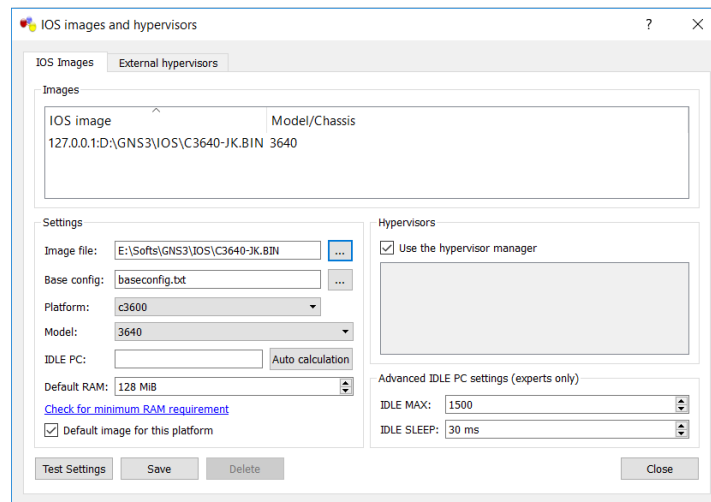 IOS images and hypervisors ?
IOS Images External hypervisors
Images
IOS image Model/Chassis
127.0.0.1:D:\GNS3\IOS\C3640-JK.BIN 3640
Settings
Image file: E:\Softs\GNS3\IOS\C3640-JK.BIN ...
Base config: baseconfig.txt ...
Platform: c3600
Model: 3640
IDLE PC: Auto calculation
Default RAM: 128 MiB
Check for minimum RAM requirement
Default image for this platform
Hypervisors
Use the hypervisor manager
Advanced IDLE PC settings (experts only)
IDLE MAX: 1500
IDLE SLEEP: 30 ms
Test Settings Save Delete Close